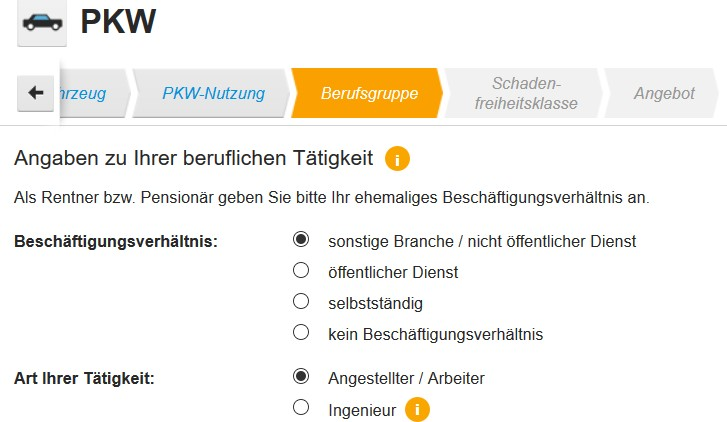 PKW
hrzeug PKW-Nutzung Berufsgruppe Schaden-
freiheitsklasse Angebot
Angaben zu Ihrer beruflichen Tätigkeit i
Als Rentner bzw. Pensionär geben Sie bitte Ihr ehemaliges Beschäftigungsverhältnis an.
Beschäftigungsverhältnis: sonstige Branche / nicht öffentlicher Dienst
öffentlicher Dienst
selbstständig
kein Beschäftigungsverhältnis
Art Ihrer Tätigkeit: Angestellter / Arbeiter
Ingenieur i